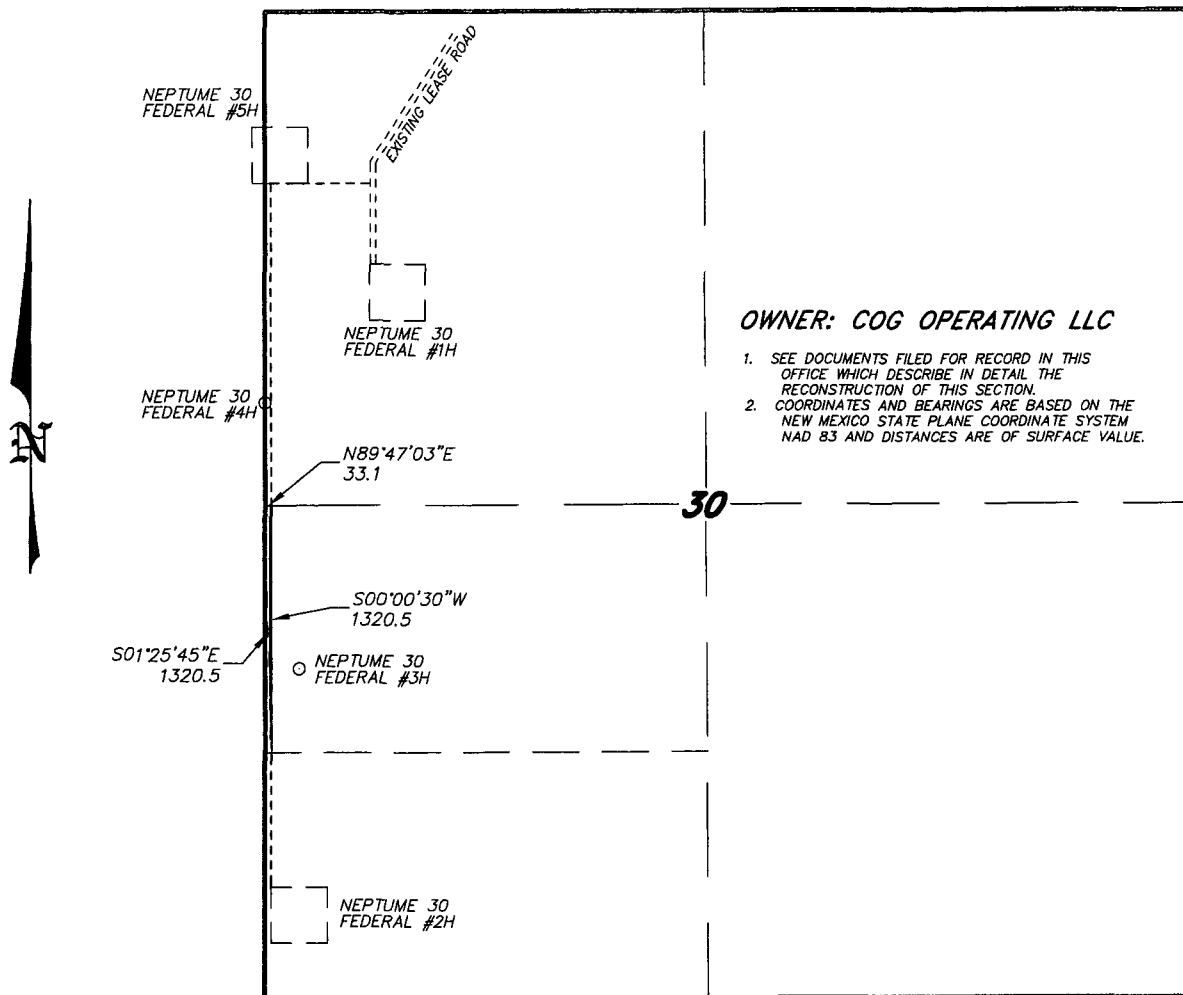 EXISTING LEASE ROAD
NEPTUME 30
FEDERAL #5H
NEPTUME 30
FEDERAL #1H
OWNER: COG OPERATING LLC
1. SEE DOCUMENTS FILED FOR RECORD IN THIS
OFFICE WHICH DESCRIBE IN DETAIL THE
RECONSTRUCTION OF THIS SECTION.
2. COORDINATES AND BEARINGS ARE BASED ON THE
NEW MEXICO STATE PLANE COORDINATE SYSTEM
NAD 83 AND DISTANCES ARE OF SURFACE VALUE.
NEPTUME 30
FEDERAL #4H
N
N89°47'03"E
33.1
30
S00°00'30"W
1320.5
S01°25'45"E
1320.5
NEPTUME 30
FEDERAL #3H
NEPTUME 30
FEDERAL #2H